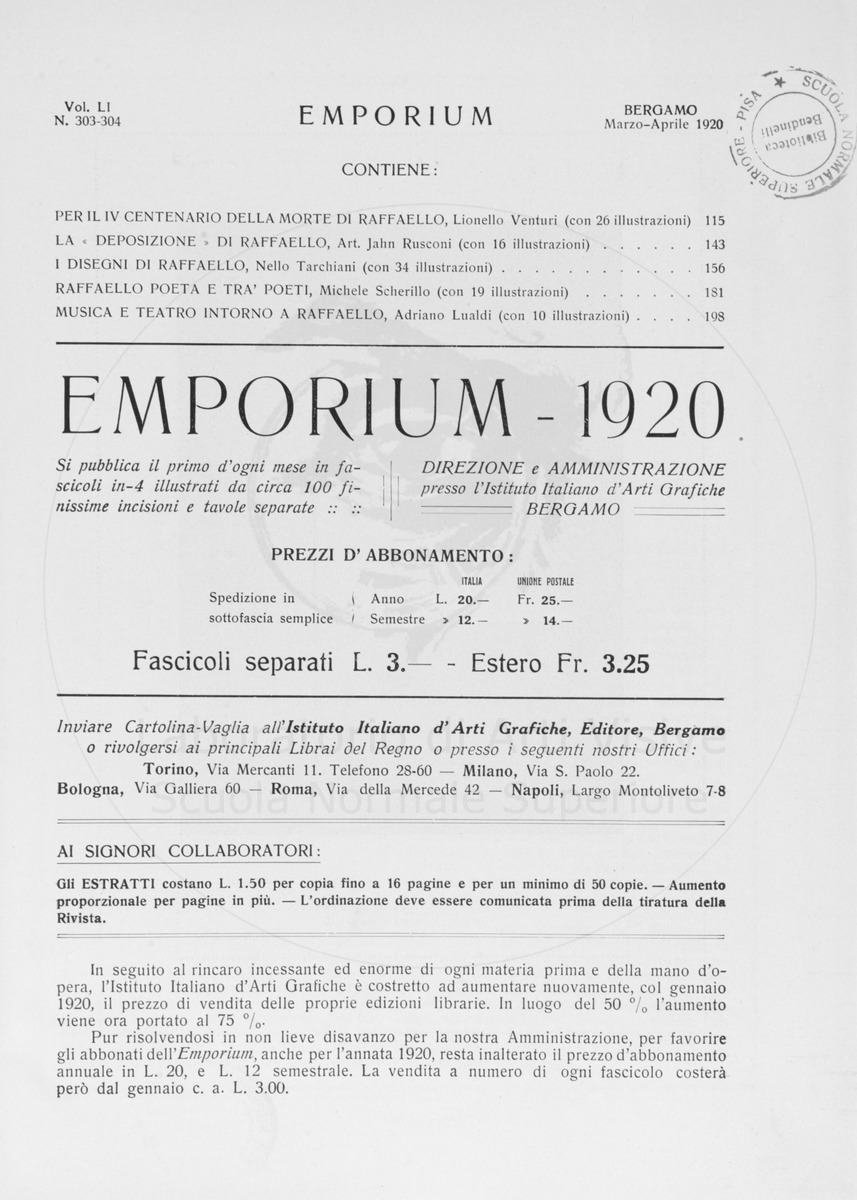 Vol. LI
N. 303-304
EMPORIUM
BERGAMO
Marzo-Aprile 1920
SCUOLA NORMALE SUPERIORE - PISA
Biblioteca
Bendinelli
CONTIENE:
PER IL IV CENTENARIO DELLA MORTE DI RAFFAELLO, Lionello Venturi (con 26 illustrazioni) 115
LA « DEPOSIZIONE » DI RAFFAELLO, Art. Jahn Rusconi (con 16 illustrazioni) . . . . . . 143
I DISEGNI DI RAFFAELLO, Nello Tarchiani (con 34 illustrazioni) . . . . . . . . . . . . 156
RAFFAELLO POETA E TRA' POETI, Michele Scherillo (con 19 illustrazioni) . . . . . . . 181
MUSICA E TEATRO INTORNO A RAFFAELLO, Adriano Lualdi (con 10 illustrazioni) . . . . 198
EMPORIUM - 1920
Si pubblica il primo d'ogni mese in fa-
scicoli in-4 illustrati da circa 100 fi-
nissime incisioni e tavole separate :: ::
DIREZIONE e AMMINISTRAZIONE
presso l'Istituto Italiano d'Arti Grafiche
BERGAMO
PREZZI D'ABBONAMENTO:
ITALIA UNIONE POSTALE
Spedizione in Anno L. 20.— Fr. 25.—
sottofascia semplice Semestre » 12.— » 14.—
Fascicoli separati L. 3.— - Estero Fr. 3.25
Inviare Cartolina-Vaglia all'Istituto Italiano d'Arti Grafiche, Editore, Bergamo
o rivolgersi ai principali Librai del Regno o presso i seguenti nostri Uffici:
Torino, Via Mercanti 11. Telefono 28-60 — Milano, Via S. Paolo 22.
Bologna, Via Galliera 60 — Roma, Via della Mercede 42 — Napoli, Largo Montoliveto 7-8
Scuola Normale Superiore
AI SIGNORI COLLABORATORI:
Gli ESTRATTI costano L. 1.50 per copia fino a 16 pagine e per un minimo di 50 copie. — Aumento
proporzionale per pagine in più. — L'ordinazione deve essere comunicata prima della tiratura della
Rivista.
In seguito al rincaro incessante ed enorme di ogni materia prima e della mano d'o-
pera, l'Istituto Italiano d'Arti Grafiche è costretto ad aumentare nuovamente, col gennaio
1920, il prezzo di vendita delle proprie edizioni librarie. In luogo del 50 % l'aumento
viene ora portato al 75 %.
Pur risolvendosi in non lieve disavanzo per la nostra Amministrazione, per favorire
gli abbonati dell'Emporium, anche per l'annata 1920, resta inalterato il prezzo d'abbonamento
annuale in L. 20, e L. 12 semestrale. La vendita a numero di ogni fascicolo costerà
però dal gennaio c. a. L. 3.00.